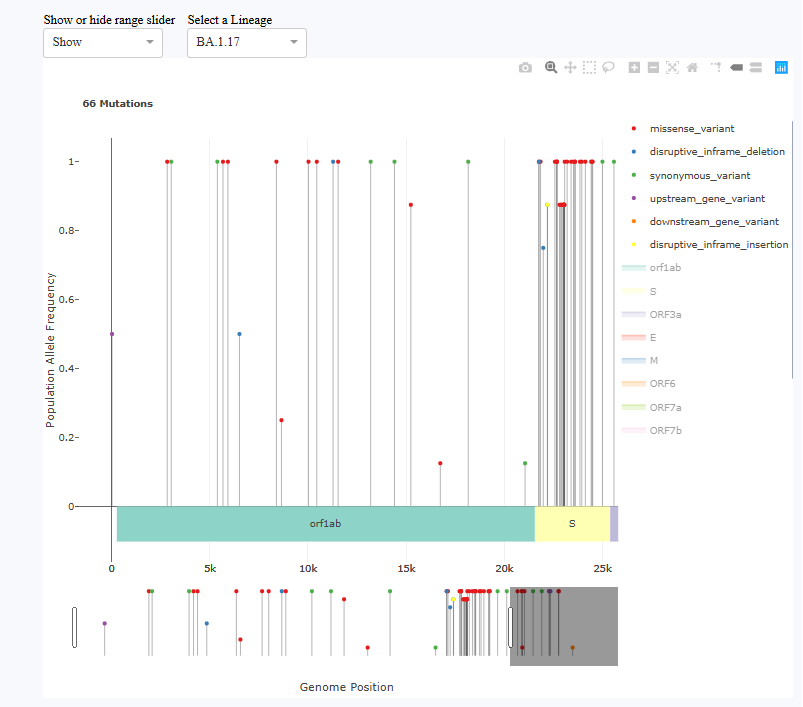 Show or hide range slider Select a Lineage
Show BA.1.17
66 Mutations
missense_variant
disruptive_inframe_deletion
synonymous_variant
upstream_gene_variant
downstream_gene_variant
disruptive_inframe_insertion
orf1ab
S
ORF3a
E
M
ORF6
ORF7a
ORF7b
Population Allele Frequency
1
0.8
0.6
0.4
0.2
0
orf1ab S
0 5k 10k 15k 20k 25k
Genome Position